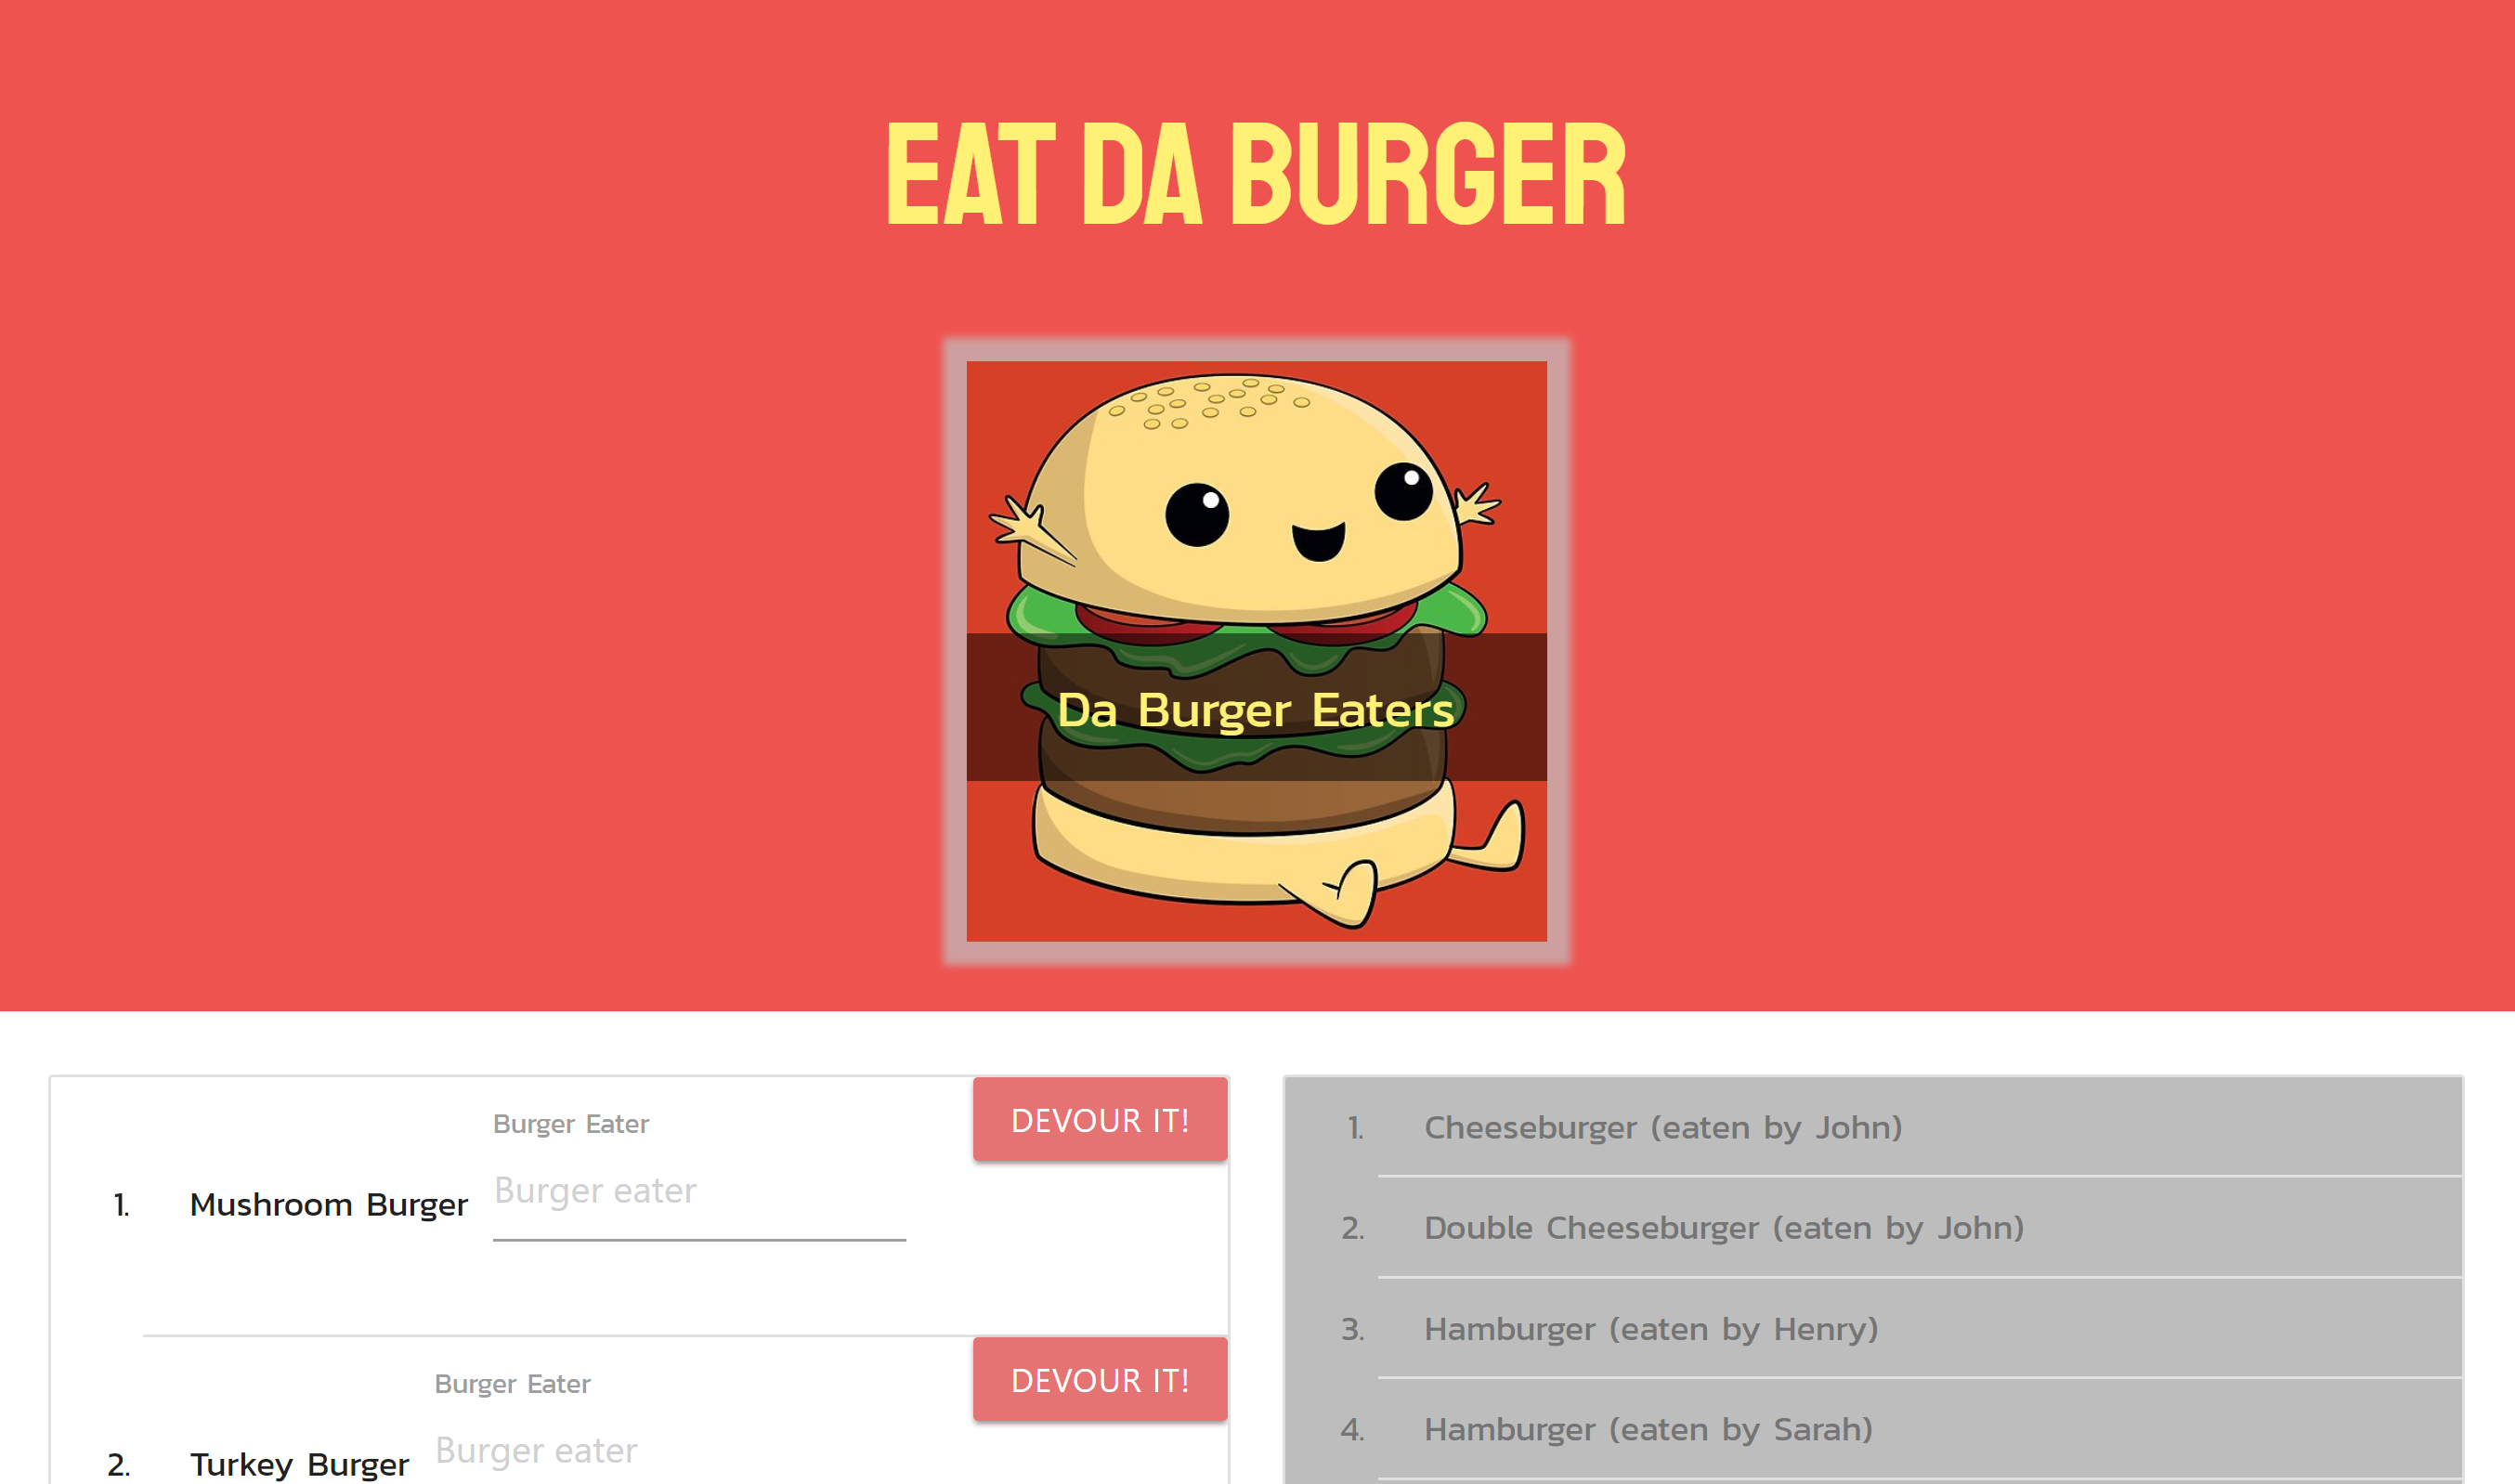 EAT DA BURGER
Da Burger Eaters
Burger Eater
DEVOUR IT!
1. Mushroom Burger
Burger eater
Burger Eater
DEVOUR IT!
2. Turkey Burger
Burger eater
1. Cheeseburger (eaten by John)
2. Double Cheeseburger (eaten by John)
3. Hamburger (eaten by Henry)
4. Hamburger (eaten by Sarah)